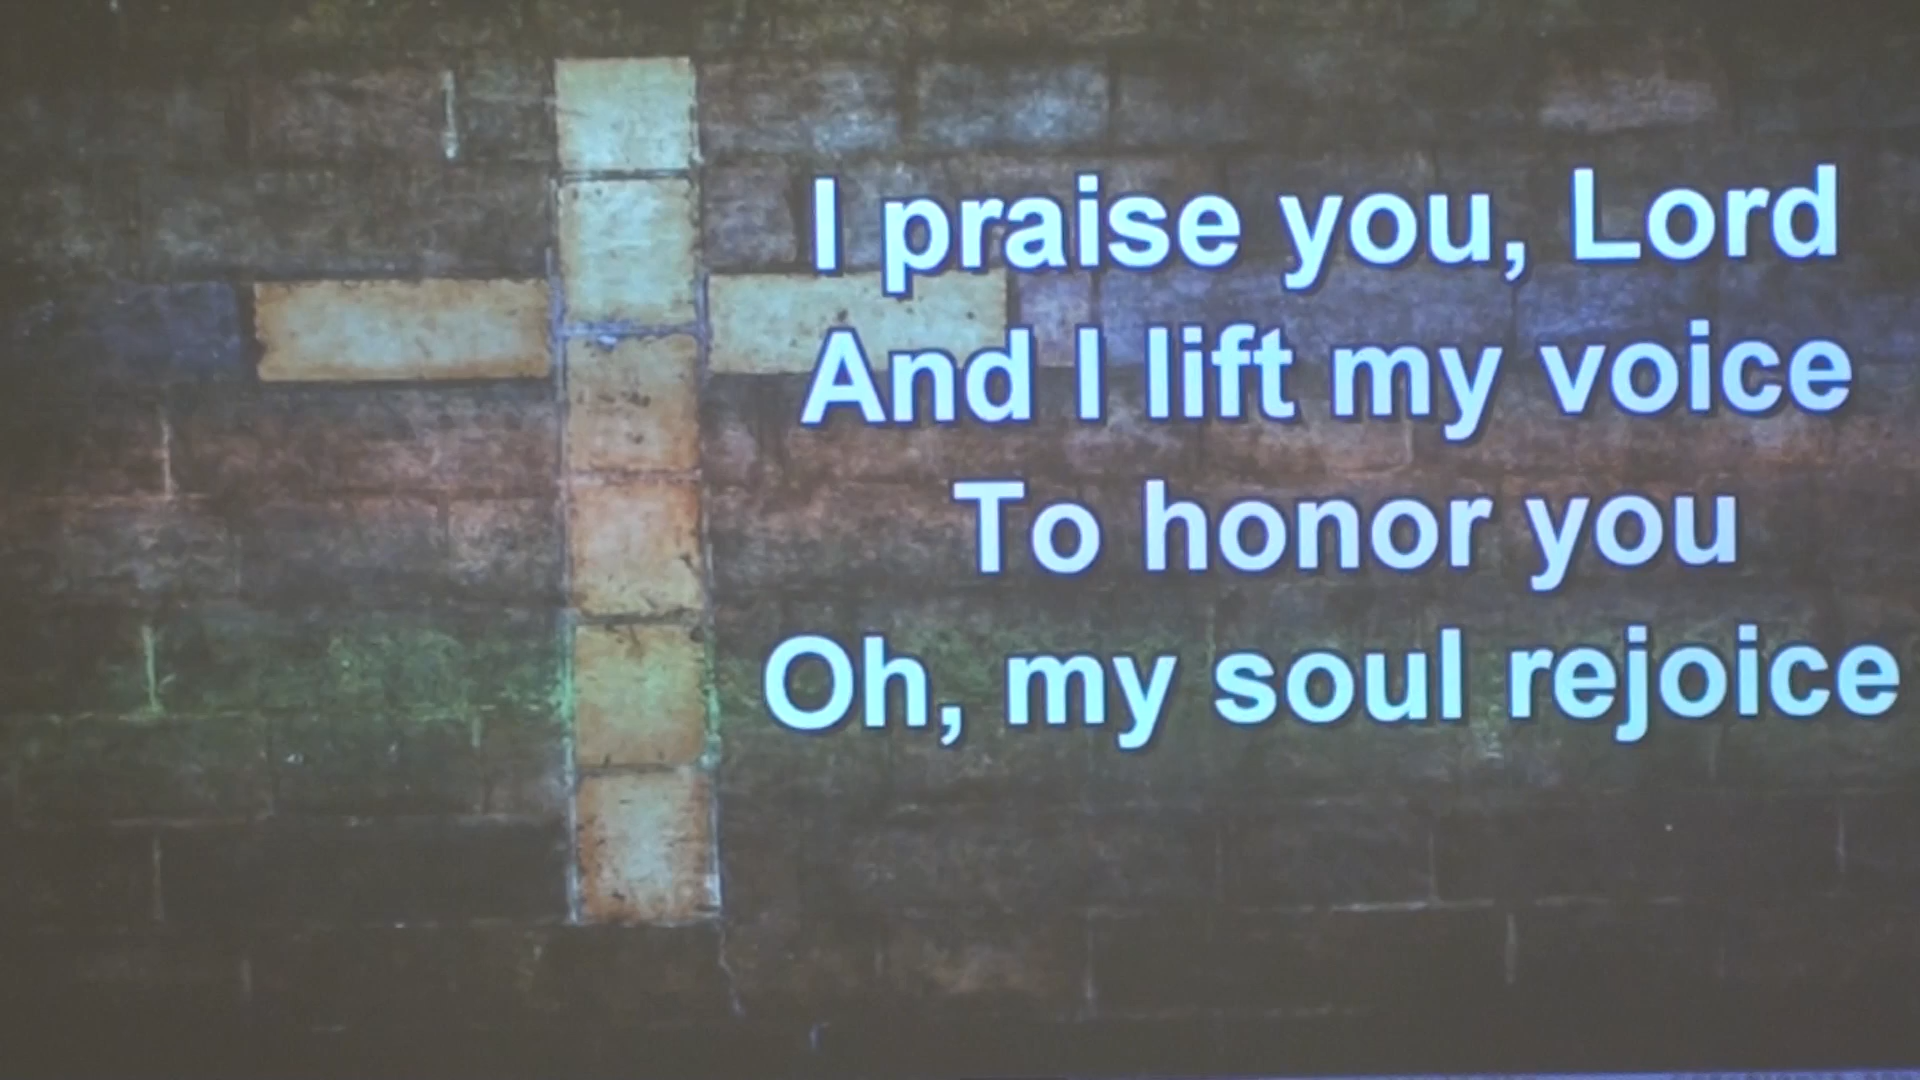 I praise you, Lord
And I lift my voice
To honor you
Oh, my soul rejoice